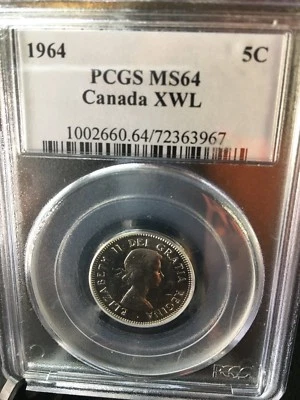 1964 5C
PCGS MS64
Canada XWL
1002660.64/72363967
ELIZABETH II DEI GRATIA REGINA
PCGS